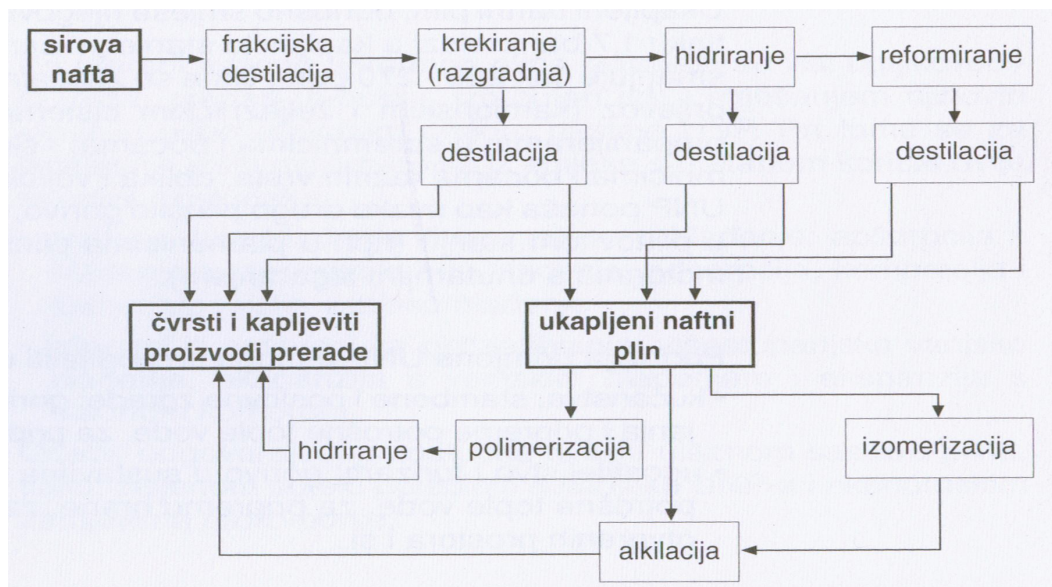 sirova
nafta
frakcijska
destilacija
krekiranje
(razgradnja)
hidriranje
reformiranje
destilacija
destilacija
destilacija
čvrsti i kapljeviti
proizvodi prerade
ukapljeni naftni
plin
hidriranje
polimerizacija
izomerizacija
alkilacija